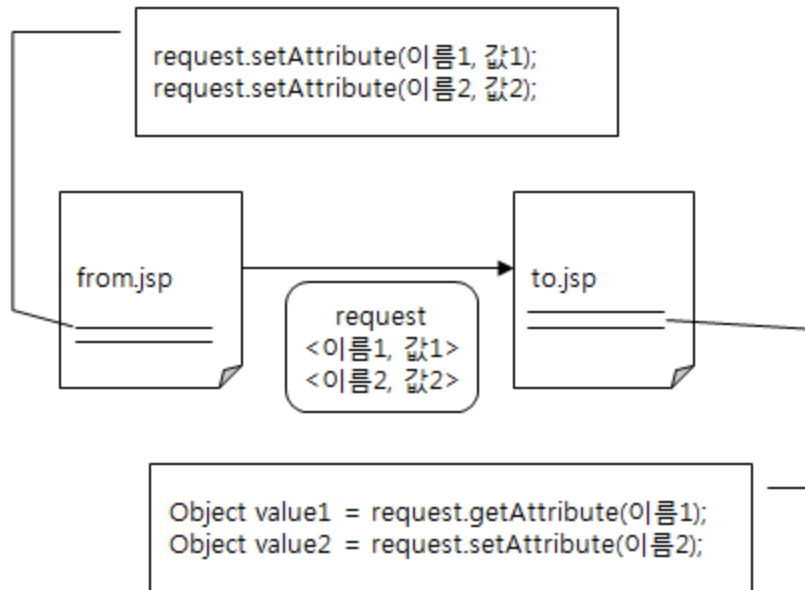 request.setAttribute(이름1, 값1);
request.setAttribute(이름2, 값2);
from.jsp
to.jsp
request
<이름1, 값1>
<이름2, 값2>
Object value1 = request.getAttribute(이름1);
Object value2 = request.setAttribute(이름2);